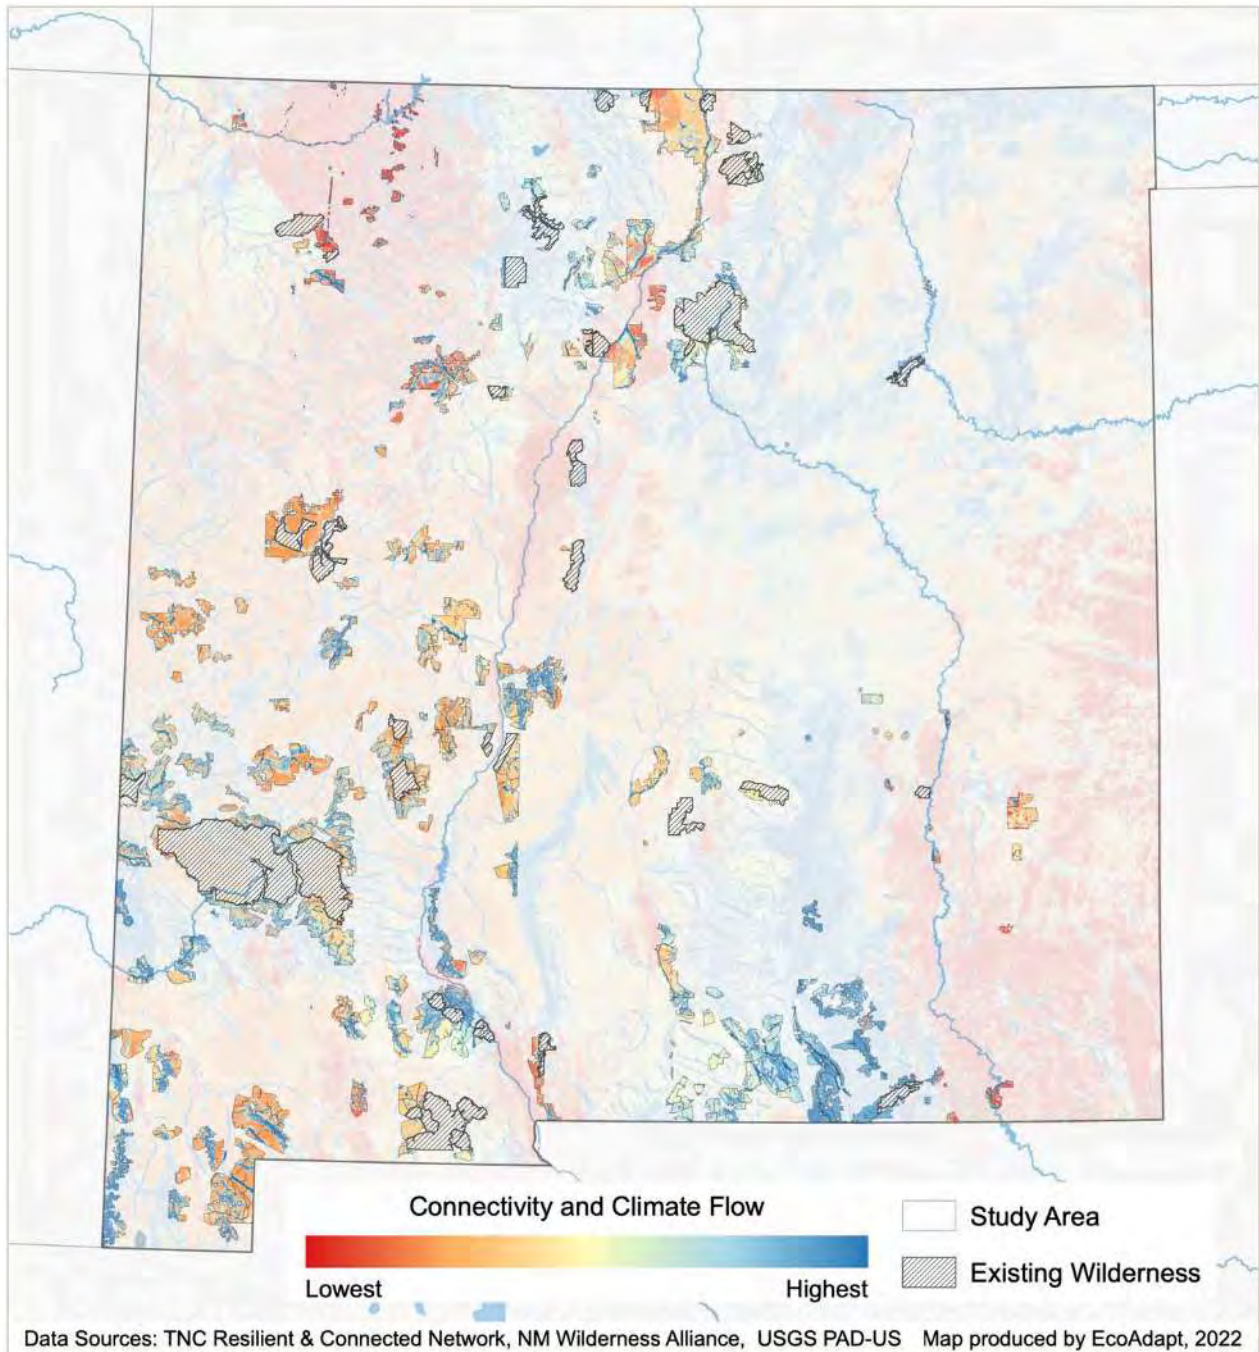 Connectivity and Climate Flow
Lowest
Highest
Study Area
Existing Wilderness
Data Sources: TNC Resilient & Connected Network, NM Wilderness Alliance, USGS PAD-US Map produced by EcoAdapt, 2022